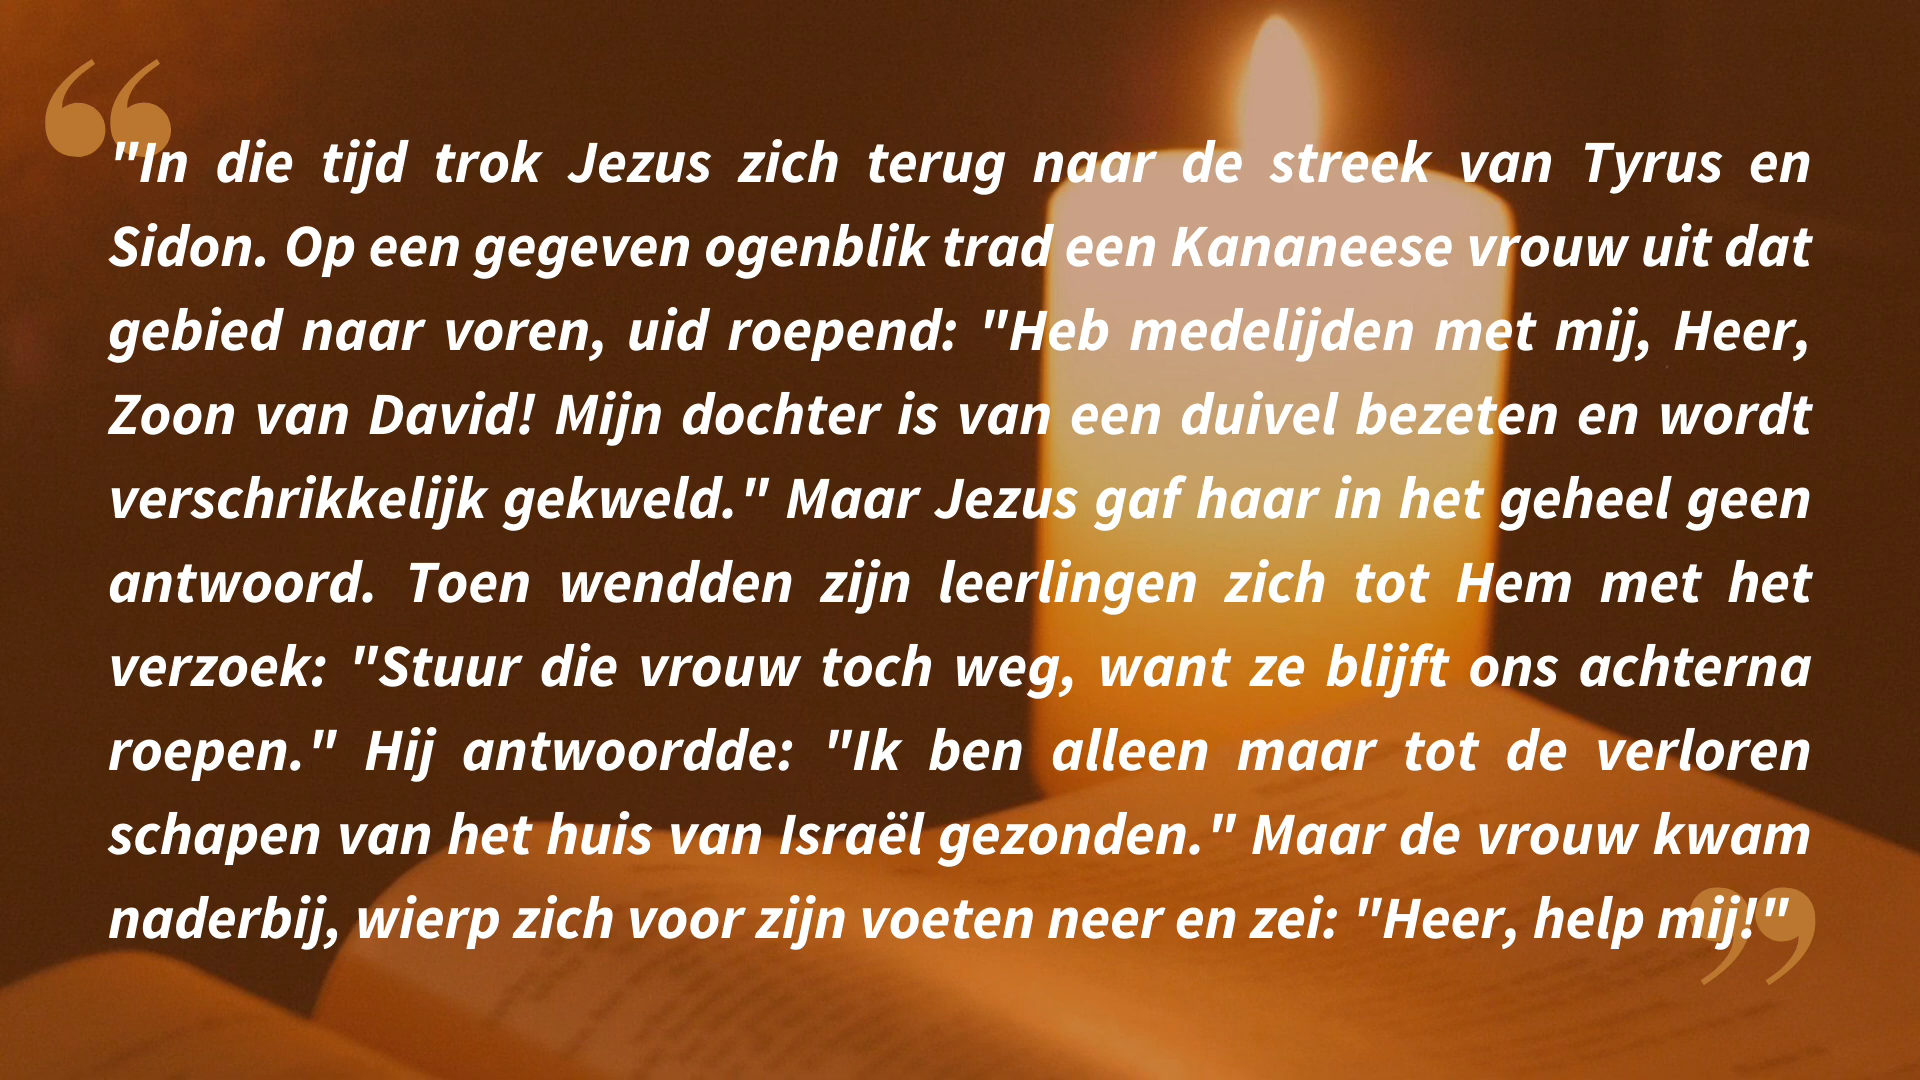 "In die tijd trok Jezus zich terug naar de streek van Tyrus en
Sidon. Op een gegeven ogenblik trad een Kananeese vrouw uit dat
gebied naar voren, uid roepend: "Heb medelijden met mij, Heer,
Zoon van David! Mijn dochter is van een duivel bezeten en wordt
verschrikkelijk gekweld." Maar Jezus gaf haar in het geheel geen
antwoord. Toen wendden zijn leerlingen zich tot Hem met het
verzoek: "Stuur die vrouw toch weg, want ze blijft ons achterna
roepen." Hij antwoordde: "Ik ben alleen maar tot de verloren
schapen van het huis van Israël gezonden." Maar de vrouw kwam
naderbij, wierp zich voor zijn voeten neer en zei: "Heer, help mij!"